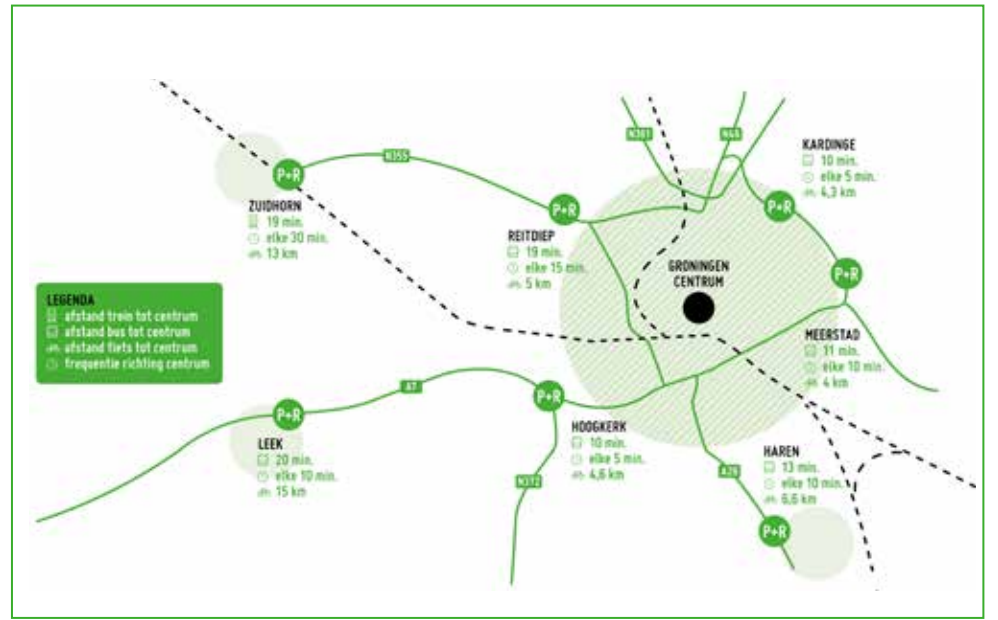 N361
N46
KARDINGE
10 min.
elke 5 min.
4,3 km
P+R
N355
P+R
ZUIDHORN
19 min.
elke 30 min.
13 km
P+R
REITDIEP
19 min.
elke 15 min.
5 km
GRONINGEN
CENTRUM
P+R
MEERSTAD
11 min.
elke 10 min.
4 km
LEGENDA
afstand trein tot centrum
afstand bus tot centrum
afstand fiets tot centrum
frequentie richting centrum
A7
P+R
LEEK
20 min.
elke 10 min.
15 km
P+R
HOOGKERK
10 min.
elke 5 min.
4,6 km
N372
HAREN
13 min.
elke 10 min.
6,6 km
A28
P+R